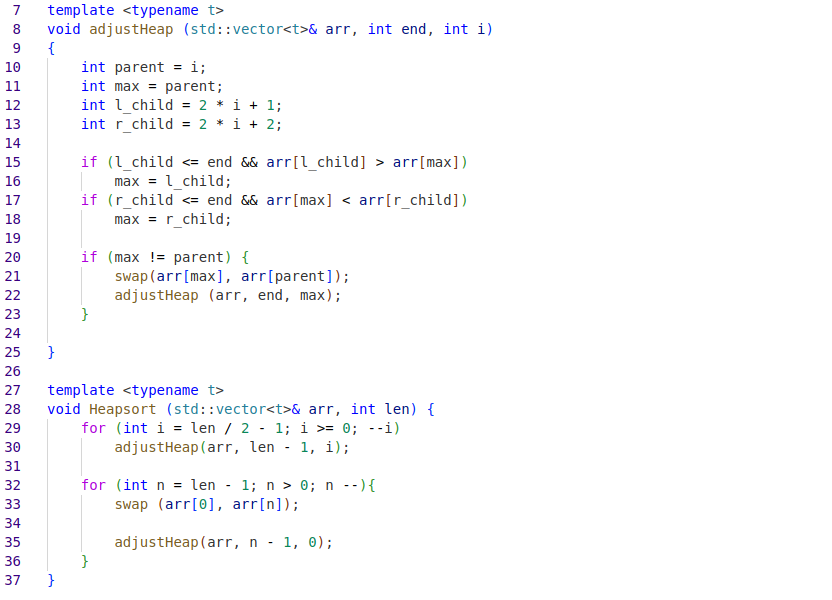 7 template <typename t>
8 void adjustHeap (std::vector<t>& arr, int end, int i)
9 {
10     int parent = i;
11     int max = parent;
12     int l_child = 2 * i + 1;
13     int r_child = 2 * i + 2;
14
15     if (l_child <= end && arr[l_child] > arr[max])
16         max = l_child;
17     if (r_child <= end && arr[max] < arr[r_child])
18         max = r_child;
19
20     if (max != parent) {
21         swap(arr[max], arr[parent]);
22         adjustHeap (arr, end, max);
23     }
24
25 }
26
27 template <typename t>
28 void Heapsort (std::vector<t>& arr, int len) {
29     for (int i = len / 2 - 1; i >= 0; --i)
30         adjustHeap(arr, len - 1, i);
31
32     for (int n = len - 1; n > 0; n --){
33         swap (arr[0], arr[n]);
34
35         adjustHeap(arr, n - 1, 0);
36     }
37 }